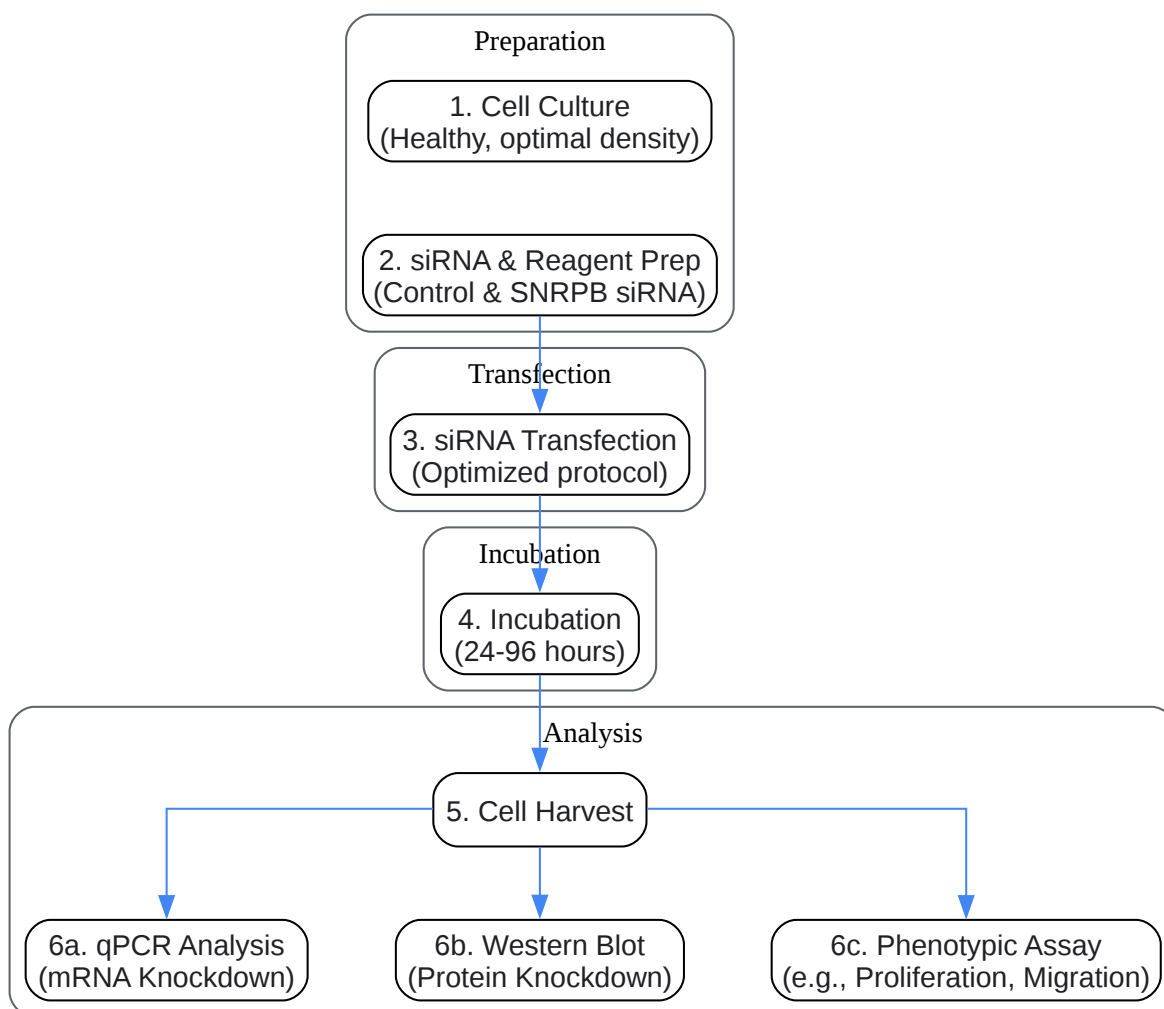 Preparation
1. Cell Culture
(Healthy, optimal density)
2. siRNA & Reagent Prep
(Control & SNRPB siRNA)
Transfection
3. siRNA Transfection
(Optimized protocol)
Incubation
4. Incubation
(24-96 hours)
Analysis
5. Cell Harvest
6a. qPCR Analysis
(mRNA Knockdown)
6b. Western Blot
(Protein Knockdown)
6c. Phenotypic Assay
(e.g., Proliferation, Migration)